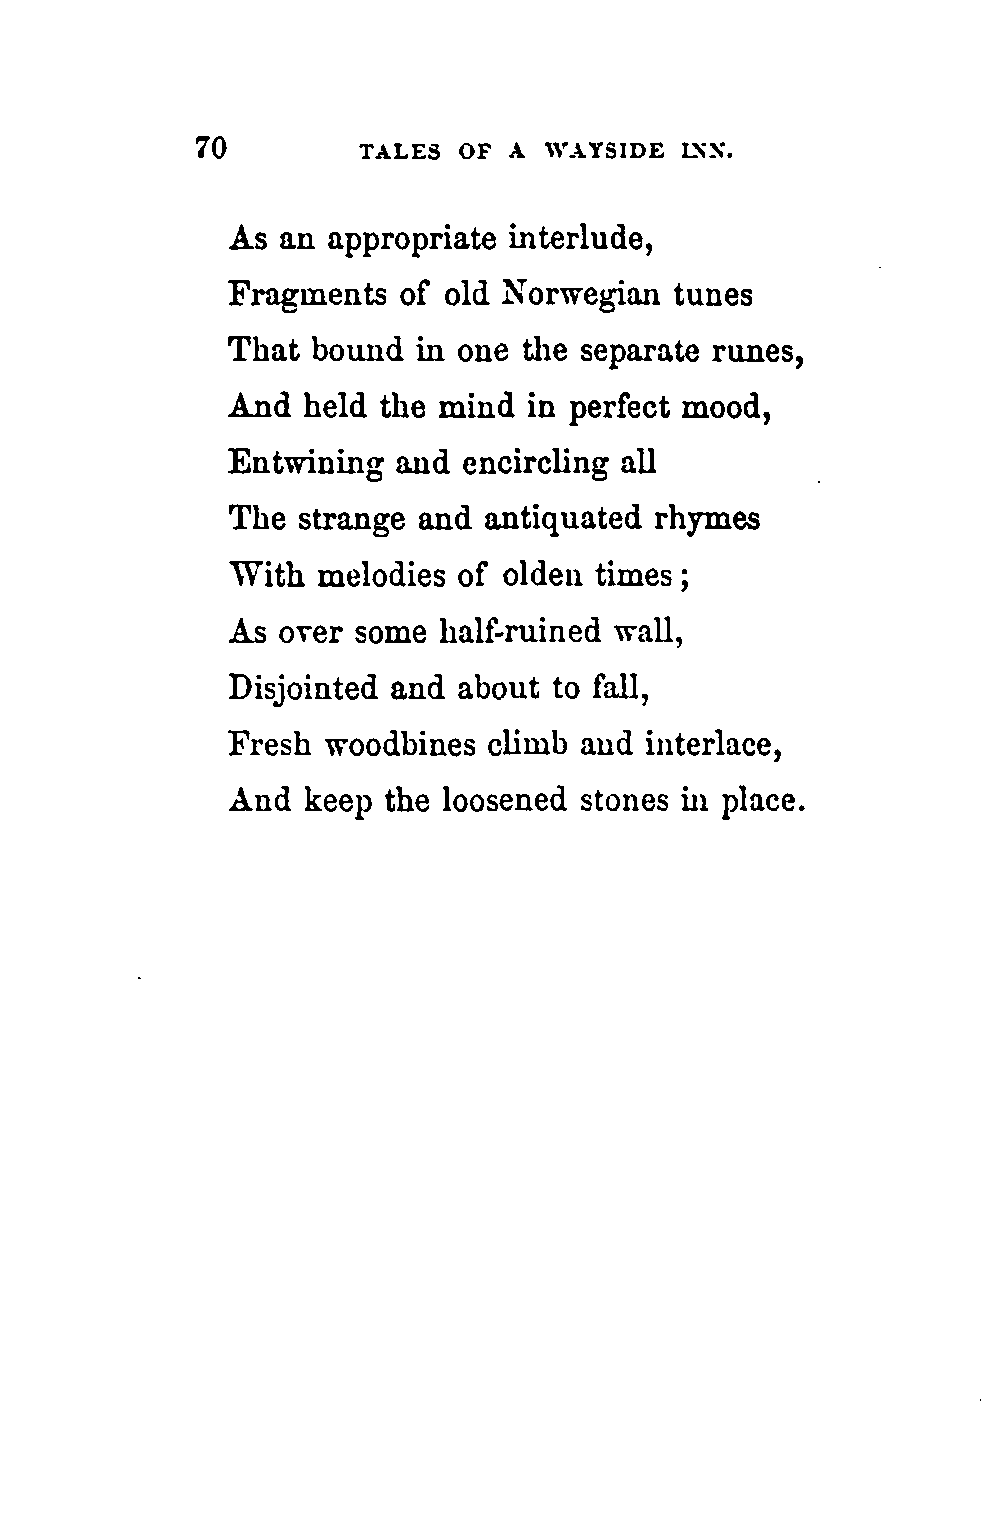 70 TALES OF A WAYSIDE INN.
As an appropriate interlude,
Fragments of old Norwegian tunes
That bound in one the separate runes,
And held the mind in perfect mood,
Entwining and encircling all
The strange and antiquated rhymes
With melodies of olden times;
As over some half-ruined wall,
Disjointed and about to fall,
Fresh woodbines climb and interlace,
And keep the loosened stones in place.